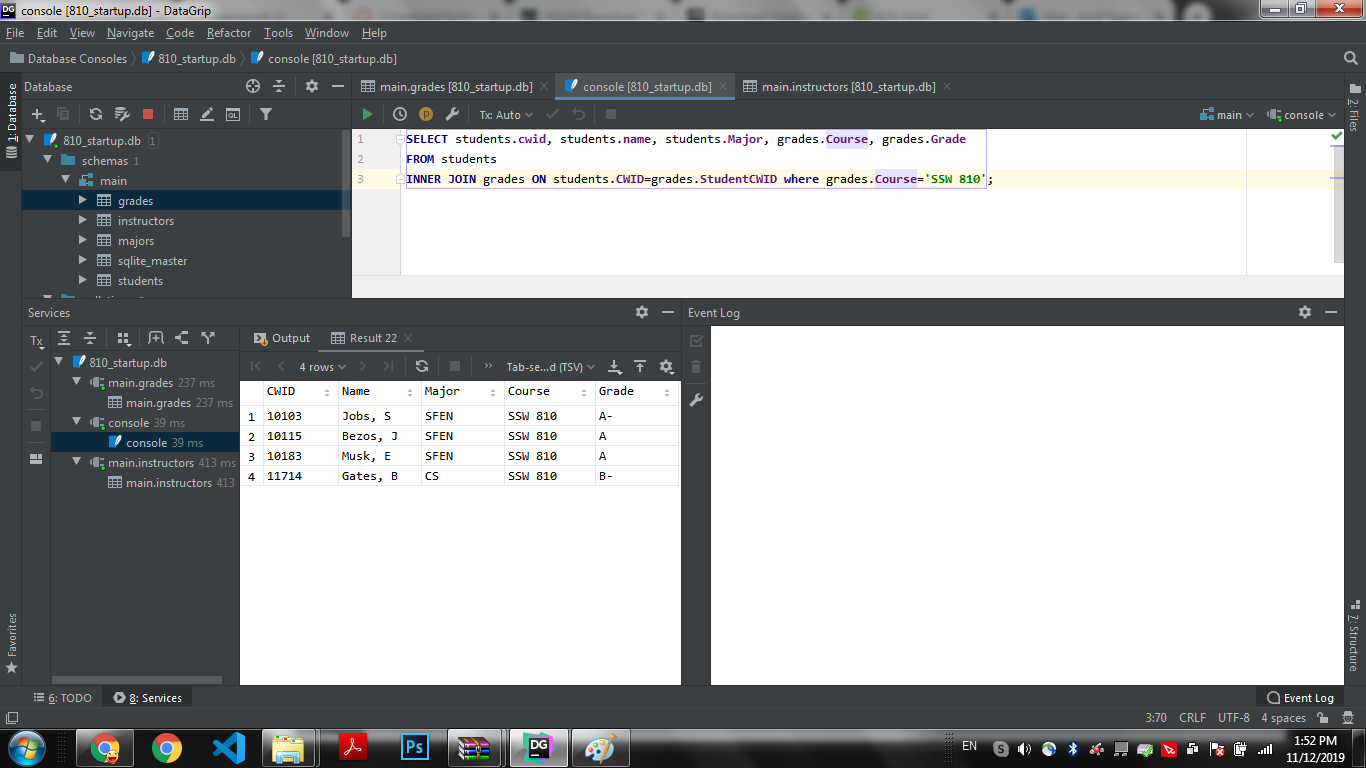 DG console [810_startup.db] - DataGrip
File Edit View Navigate Code Refactor Tools Window Help
Database Consoles 810_startup.db console [810_startup.db]
1: Database
Database
main.grades [810_startup.db] console [810_startup.db] main.instructors [810_startup.db]
2: Files
QL
P Tx: Auto main console
810_startup.db 1
schemas 1
main
grades
instructors
majors
sqlite_master
students
1 SELECT students.cwid, students.name, students.Major, grades.Course, grades.Grade
2 FROM students
3 INNER JOIN grades ON students.CWID=grades.StudentCWID where grades.Course='SSW 810';
Services
Event Log
Tx
Output Result 22
810_startup.db
main.grades 237 ms
main.grades 237 ms
console 39 ms
console 39 ms
main.instructors 413 ms
main.instructors 413
4 rows Tab-se...d (TSV)
CWID Name Major Course Grade
1 10103 Jobs, S SFEN SSW 810 A-
2 10115 Bezos, J SFEN SSW 810 A
3 10183 Musk, E SFEN SSW 810 A
4 11714 Gates, B CS SSW 810 B-
Favorites
7: Structure
6: TODO 8: Services Event Log
3:70 CRLF UTF-8 4 spaces
Ps DG EN 1:52 PM
11/12/2019